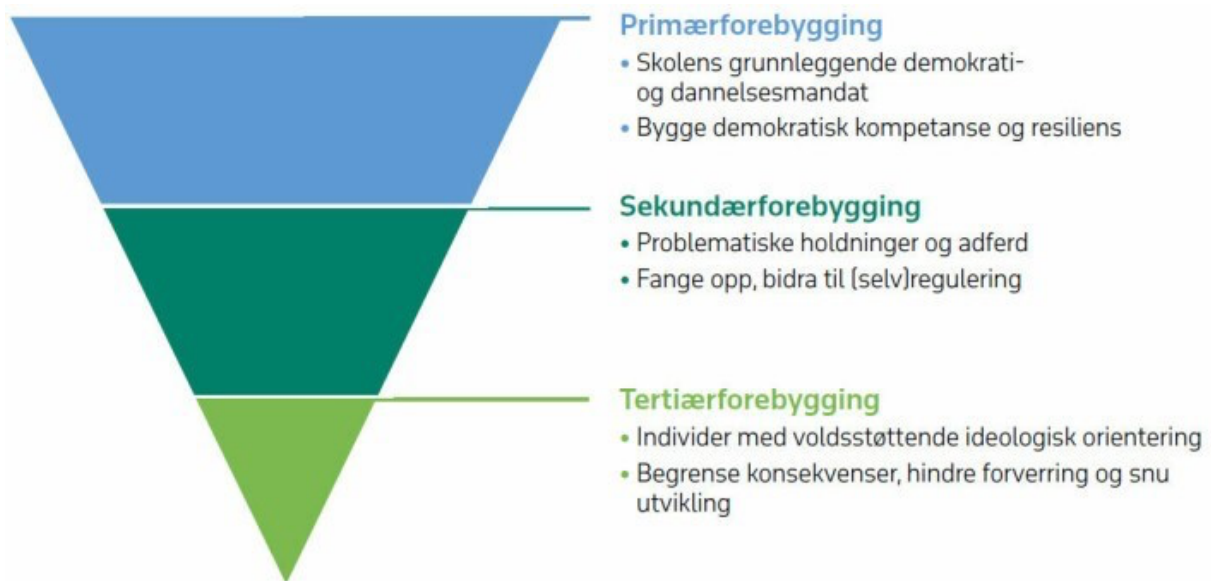 Primærforebygging
• Skolens grunnleggende demokrati-
og dannelsesmandat
• Bygge demokratisk kompetanse og resiliens
Sekundærforebygging
• Problematiske holdninger og adferd
• Fange opp, bidra til (selv)regulering
Tertiærforebygging
• Individer med voldsstøttende ideologisk orientering
• Begrense konsekvenser, hindre forverring og snu
utvikling